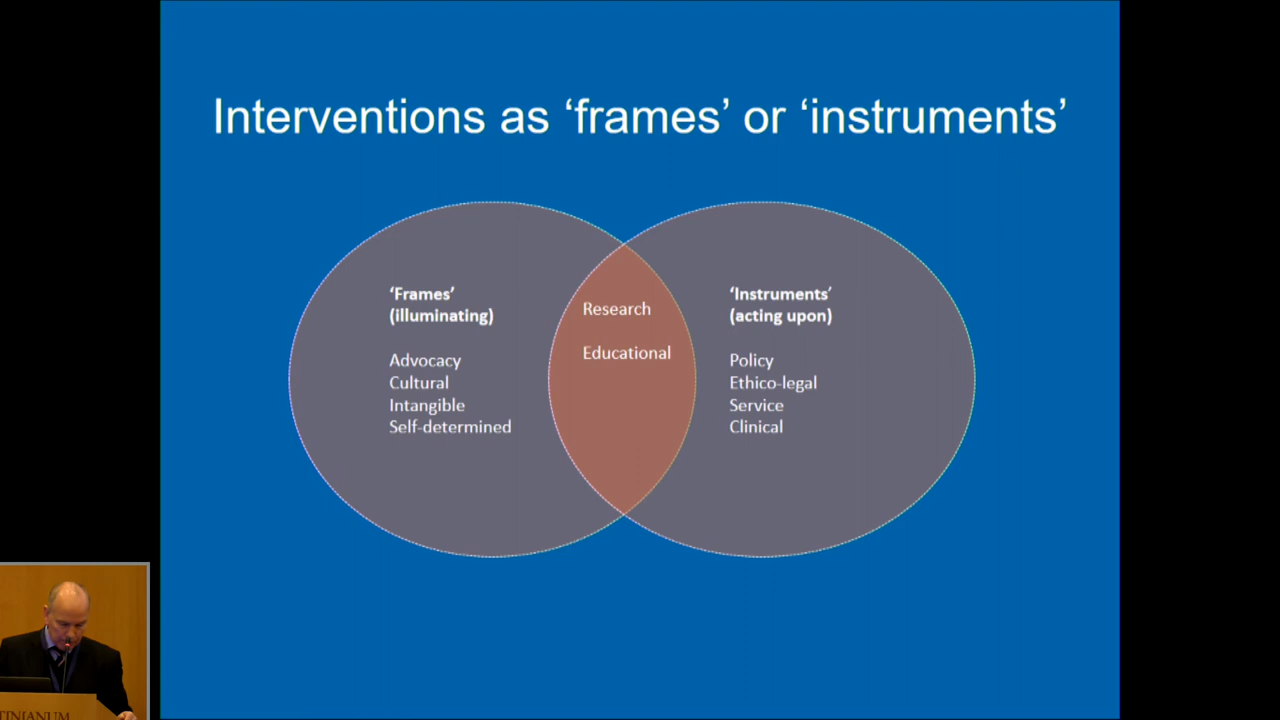 Interventions as ‘frames’ or ‘instruments’
‘Frames’
(illuminating)
Advocacy
Cultural
Intangible
Self-determined
Research
Educational
‘Instruments’
(acting upon)
Policy
Ethico-legal
Service
Clinical
TINIANUM